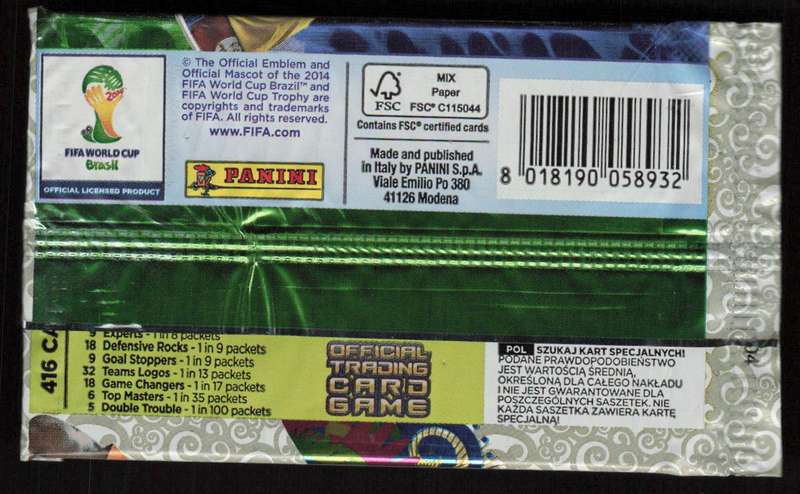 2014
FIFA WORLD CUP
Brasil
OFFICIAL LICENSED PRODUCT
© The Official Emblem and
Official Mascot of the 2014
FIFA World Cup Brazil™ and
FIFA World Cup Trophy are
copyrights and trademarks
of FIFA. All rights reserved.
www.FIFA.com
PANINI
FSC
MIX
Paper
FSC® C115044
Contains FSC® certified cards
Made and published
in Italy by PANINI S.p.A.
Viale Emilio Po 380
41126 Modena
8 018190 058932
416
9 Experts - 1 in 8 packets
18 Defensive Rocks - 1 in 9 packets
9 Goal Stoppers - 1 in 9 packets
32 Teams Logos - 1 in 13 packets
18 Game Changers - 1 in 17 packets
6 Top Masters - 1 in 35 packets
5 Double Trouble - 1 in 100 packets
OFFICIAL
TRADING
CARD
GAME
POL SZUKAJ KART SPECJALNYCH!
PODANE PRAWDOPODOBIEŃSTWO
JEST WARTOŚCIĄ ŚREDNIĄ,
OKREŚLONĄ DLA CAŁEGO NAKŁADU
I NIE JEST GWARANTOWANE DLA
POSZCZEGÓLNYCH SASZETEK. NIE
KAŻDA SASZETKA ZAWIERA KARTĘ
SPECJALNĄ!